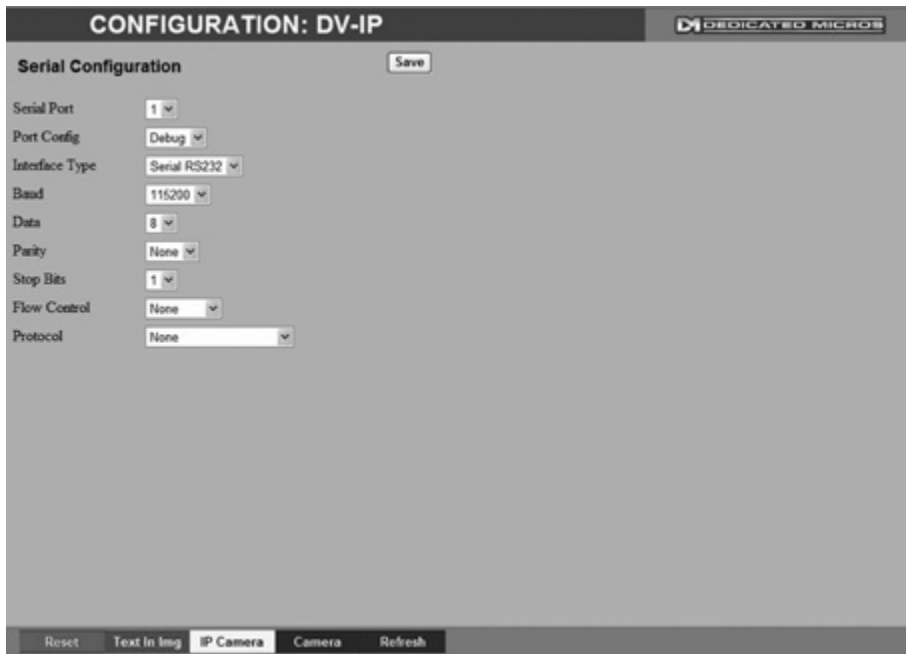 CONFIGURATION: DV-IP
DEDICATED MICROS
Serial Configuration Save
Serial Port 1
Port Config Debug
Interface Type Serial RS232
Baud 115200
Data 8
Parity None
Stop Bits 1
Flow Control None
Protocol None
Reset Text In Img IP Camera Camera Refresh